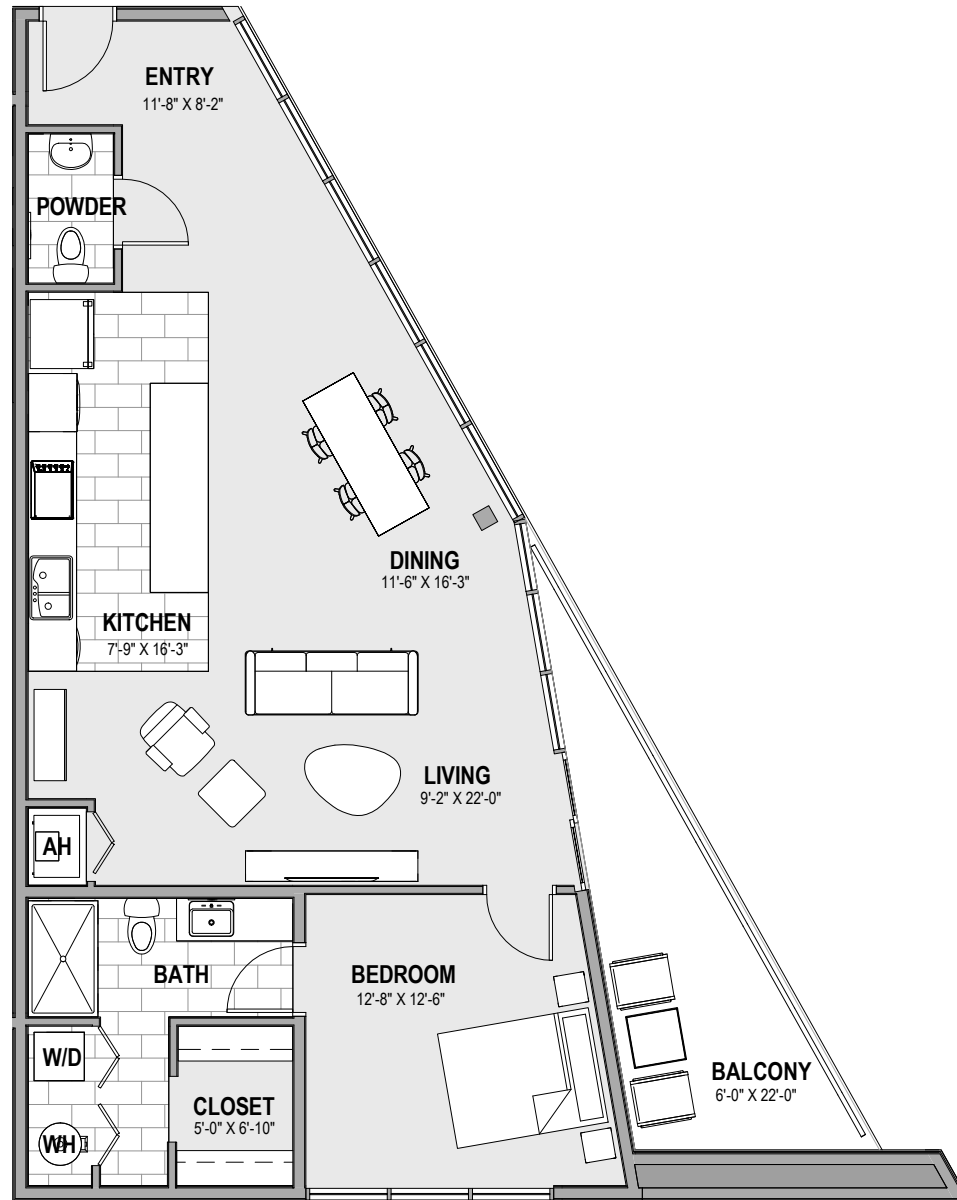 ENTRY
11'-8" X 8'-2"
POWDER
DINING
11'-6" X 16'-3"
KITCHEN
7'-9" X 16'-3"
LIVING
9'-2" X 22'-0"
AH
BATH
BEDROOM
12'-8" X 12'-6"
W/D
BALCONY
6'-0" X 22'-0"
CLOSET
5'-0" X 6'-10"
WH